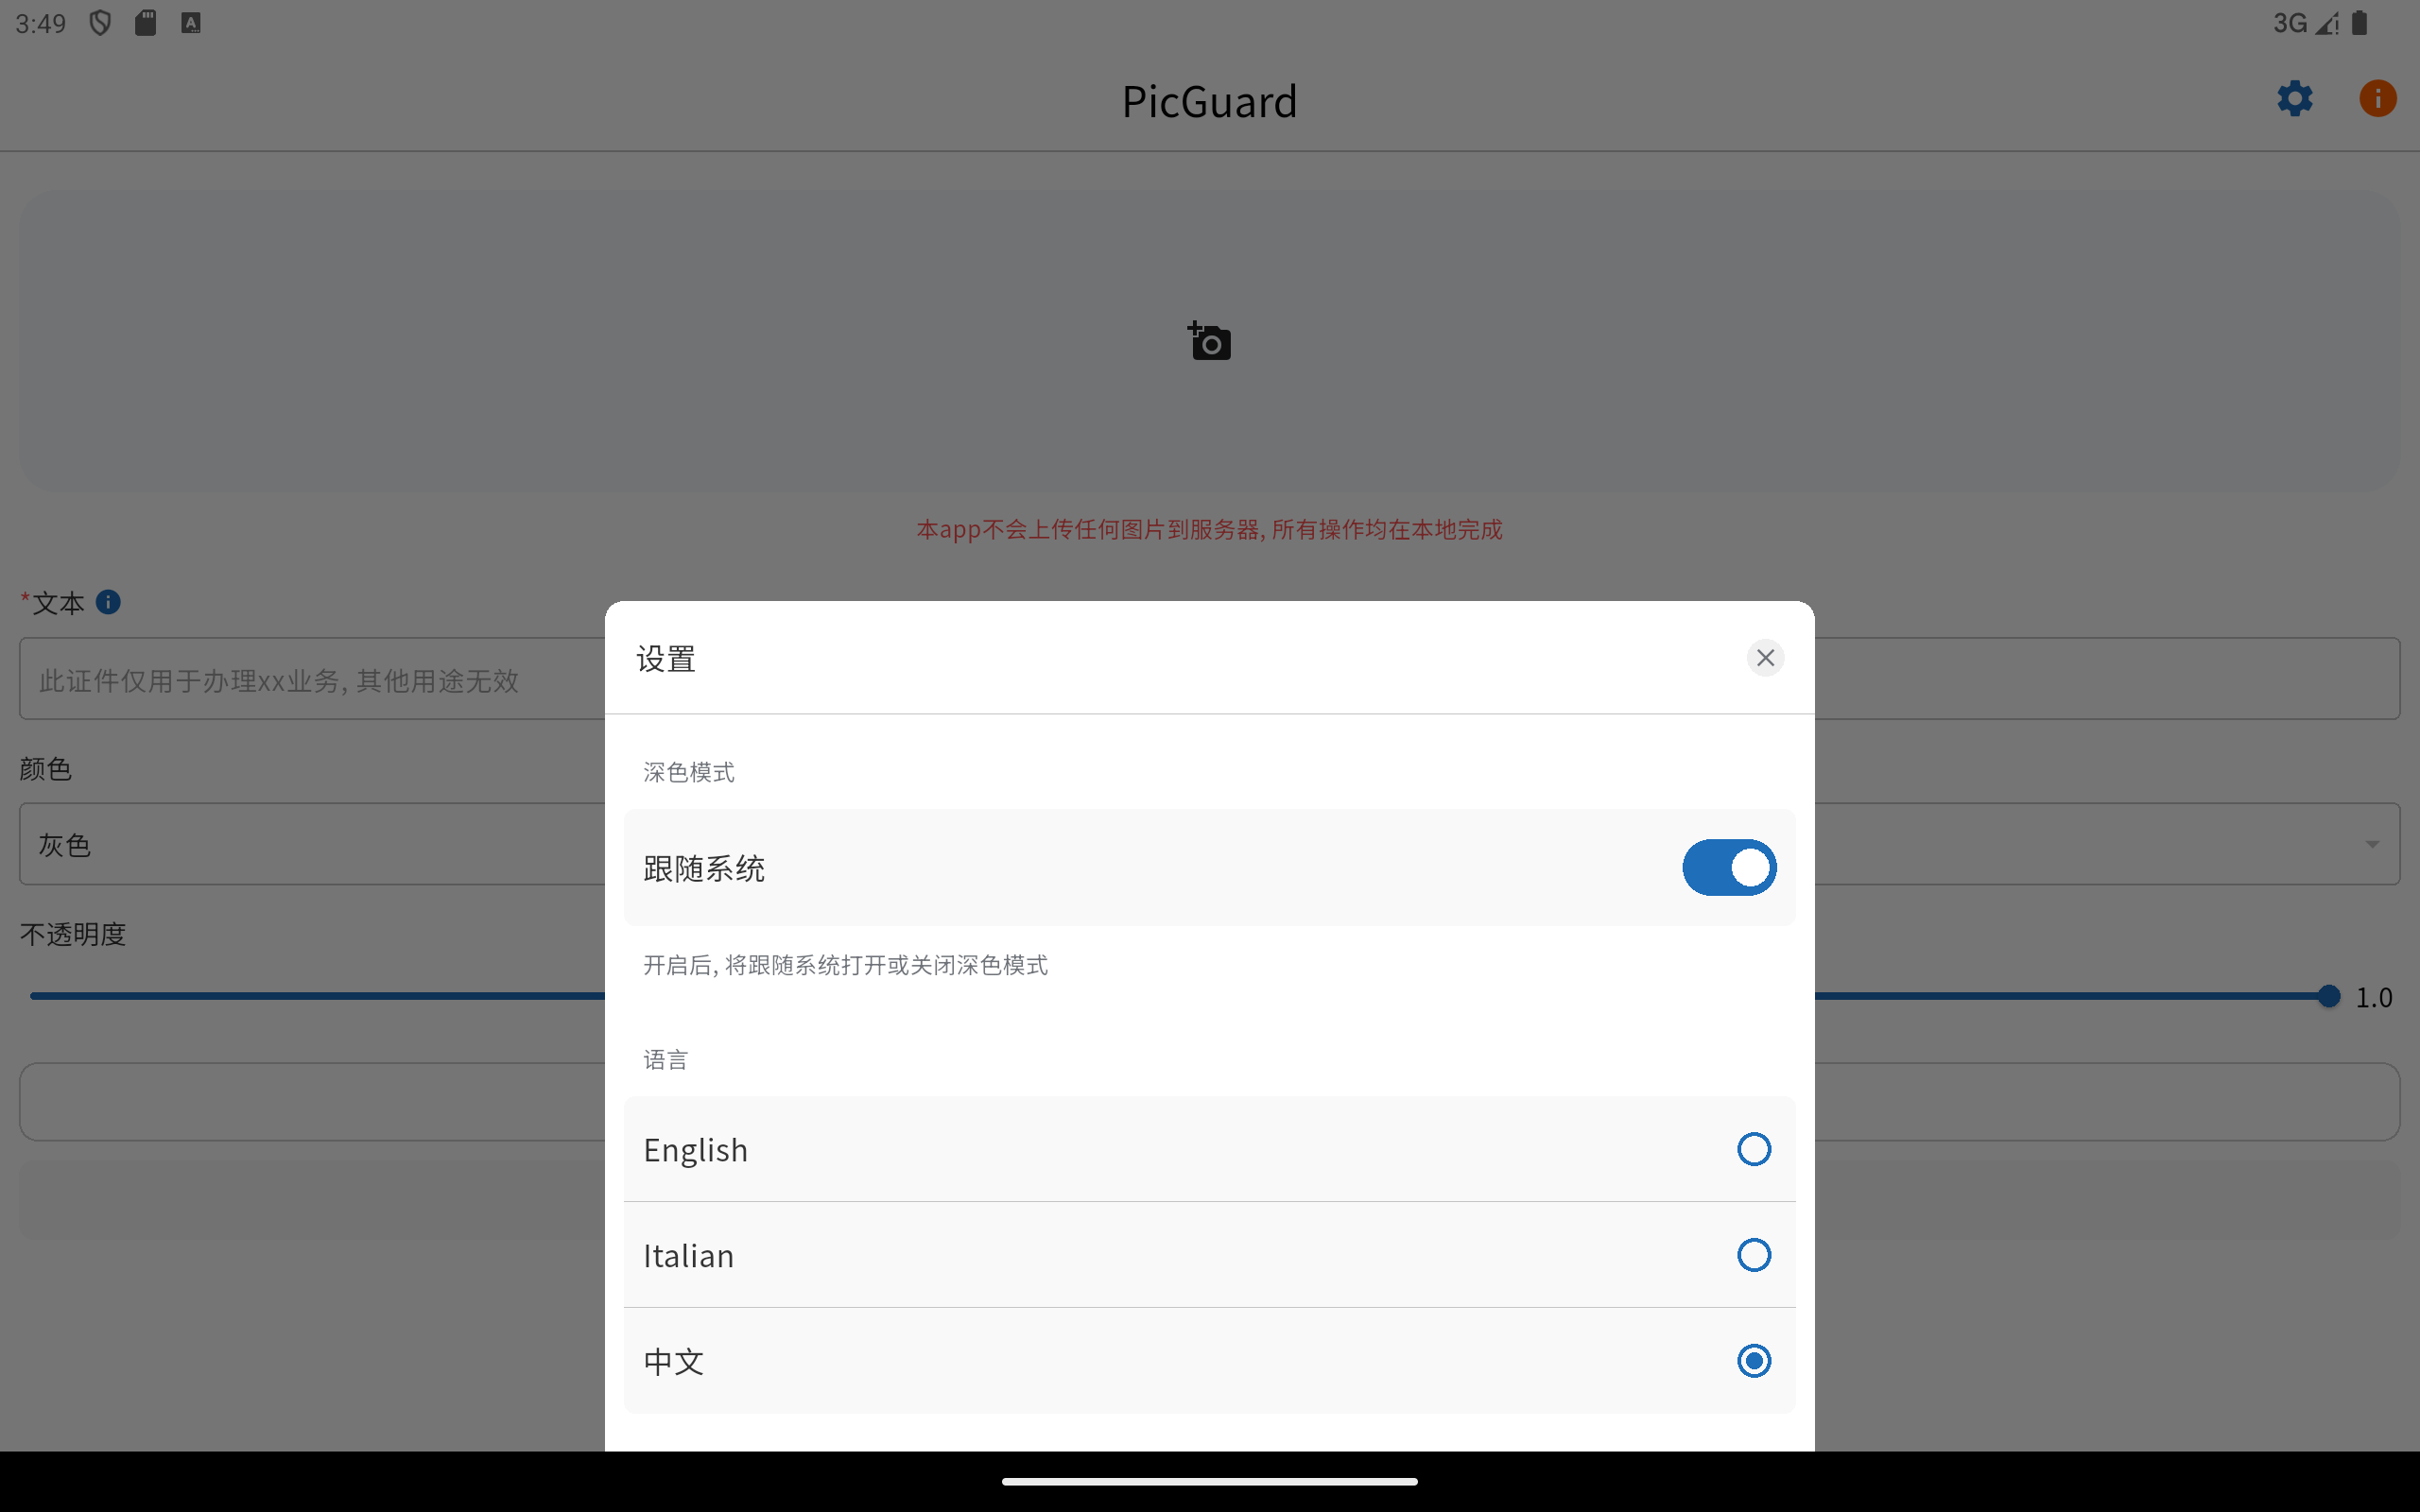 3:49
3G
PicGuard
本app不会上传任何图片到服务器, 所有操作均在本地完成
*文本
此证件仅用于办理xx业务, 其他用途无效
颜色
灰色
不透明度
1.0
设置
深色模式
跟随系统
开启后, 将跟随系统打开或关闭深色模式
语言
English
Italian
中文